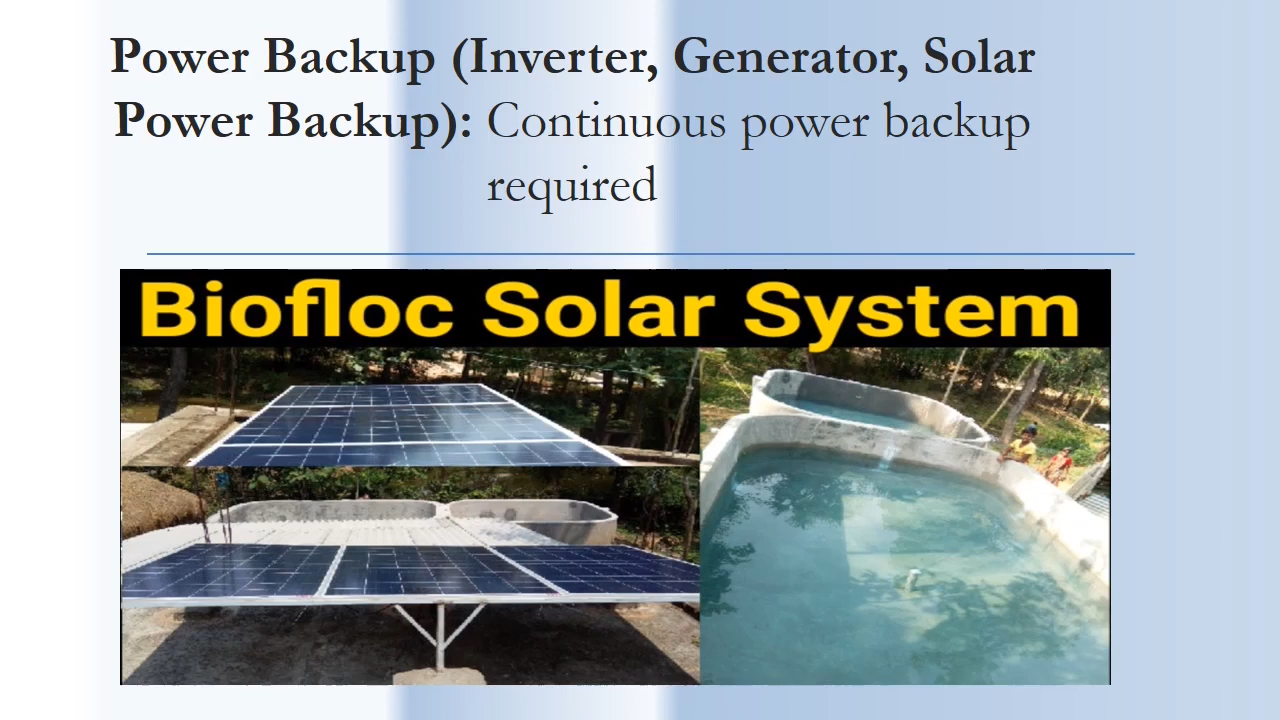 Power Backup (Inverter, Generator, Solar
Power Backup): Continuous power backup
required
Biofloc Solar System